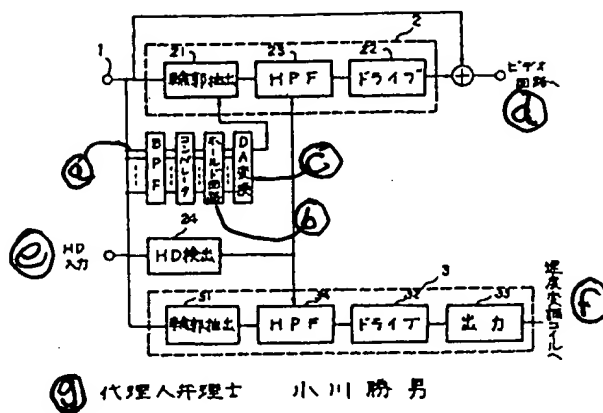 2
1
21
23
22
輪郭抽出
HPF
ドライブ
ビデオ回路へ
d
a
BPF
コンパレータ
ホールド回路
DA変換
c
b
e
HD入力
24
HD検出
3
31
34
32
33
輪郭抽出
HPF
ドライブ
出力
速度変調コイルへ
f
g
代理人弁理士 小川勝男